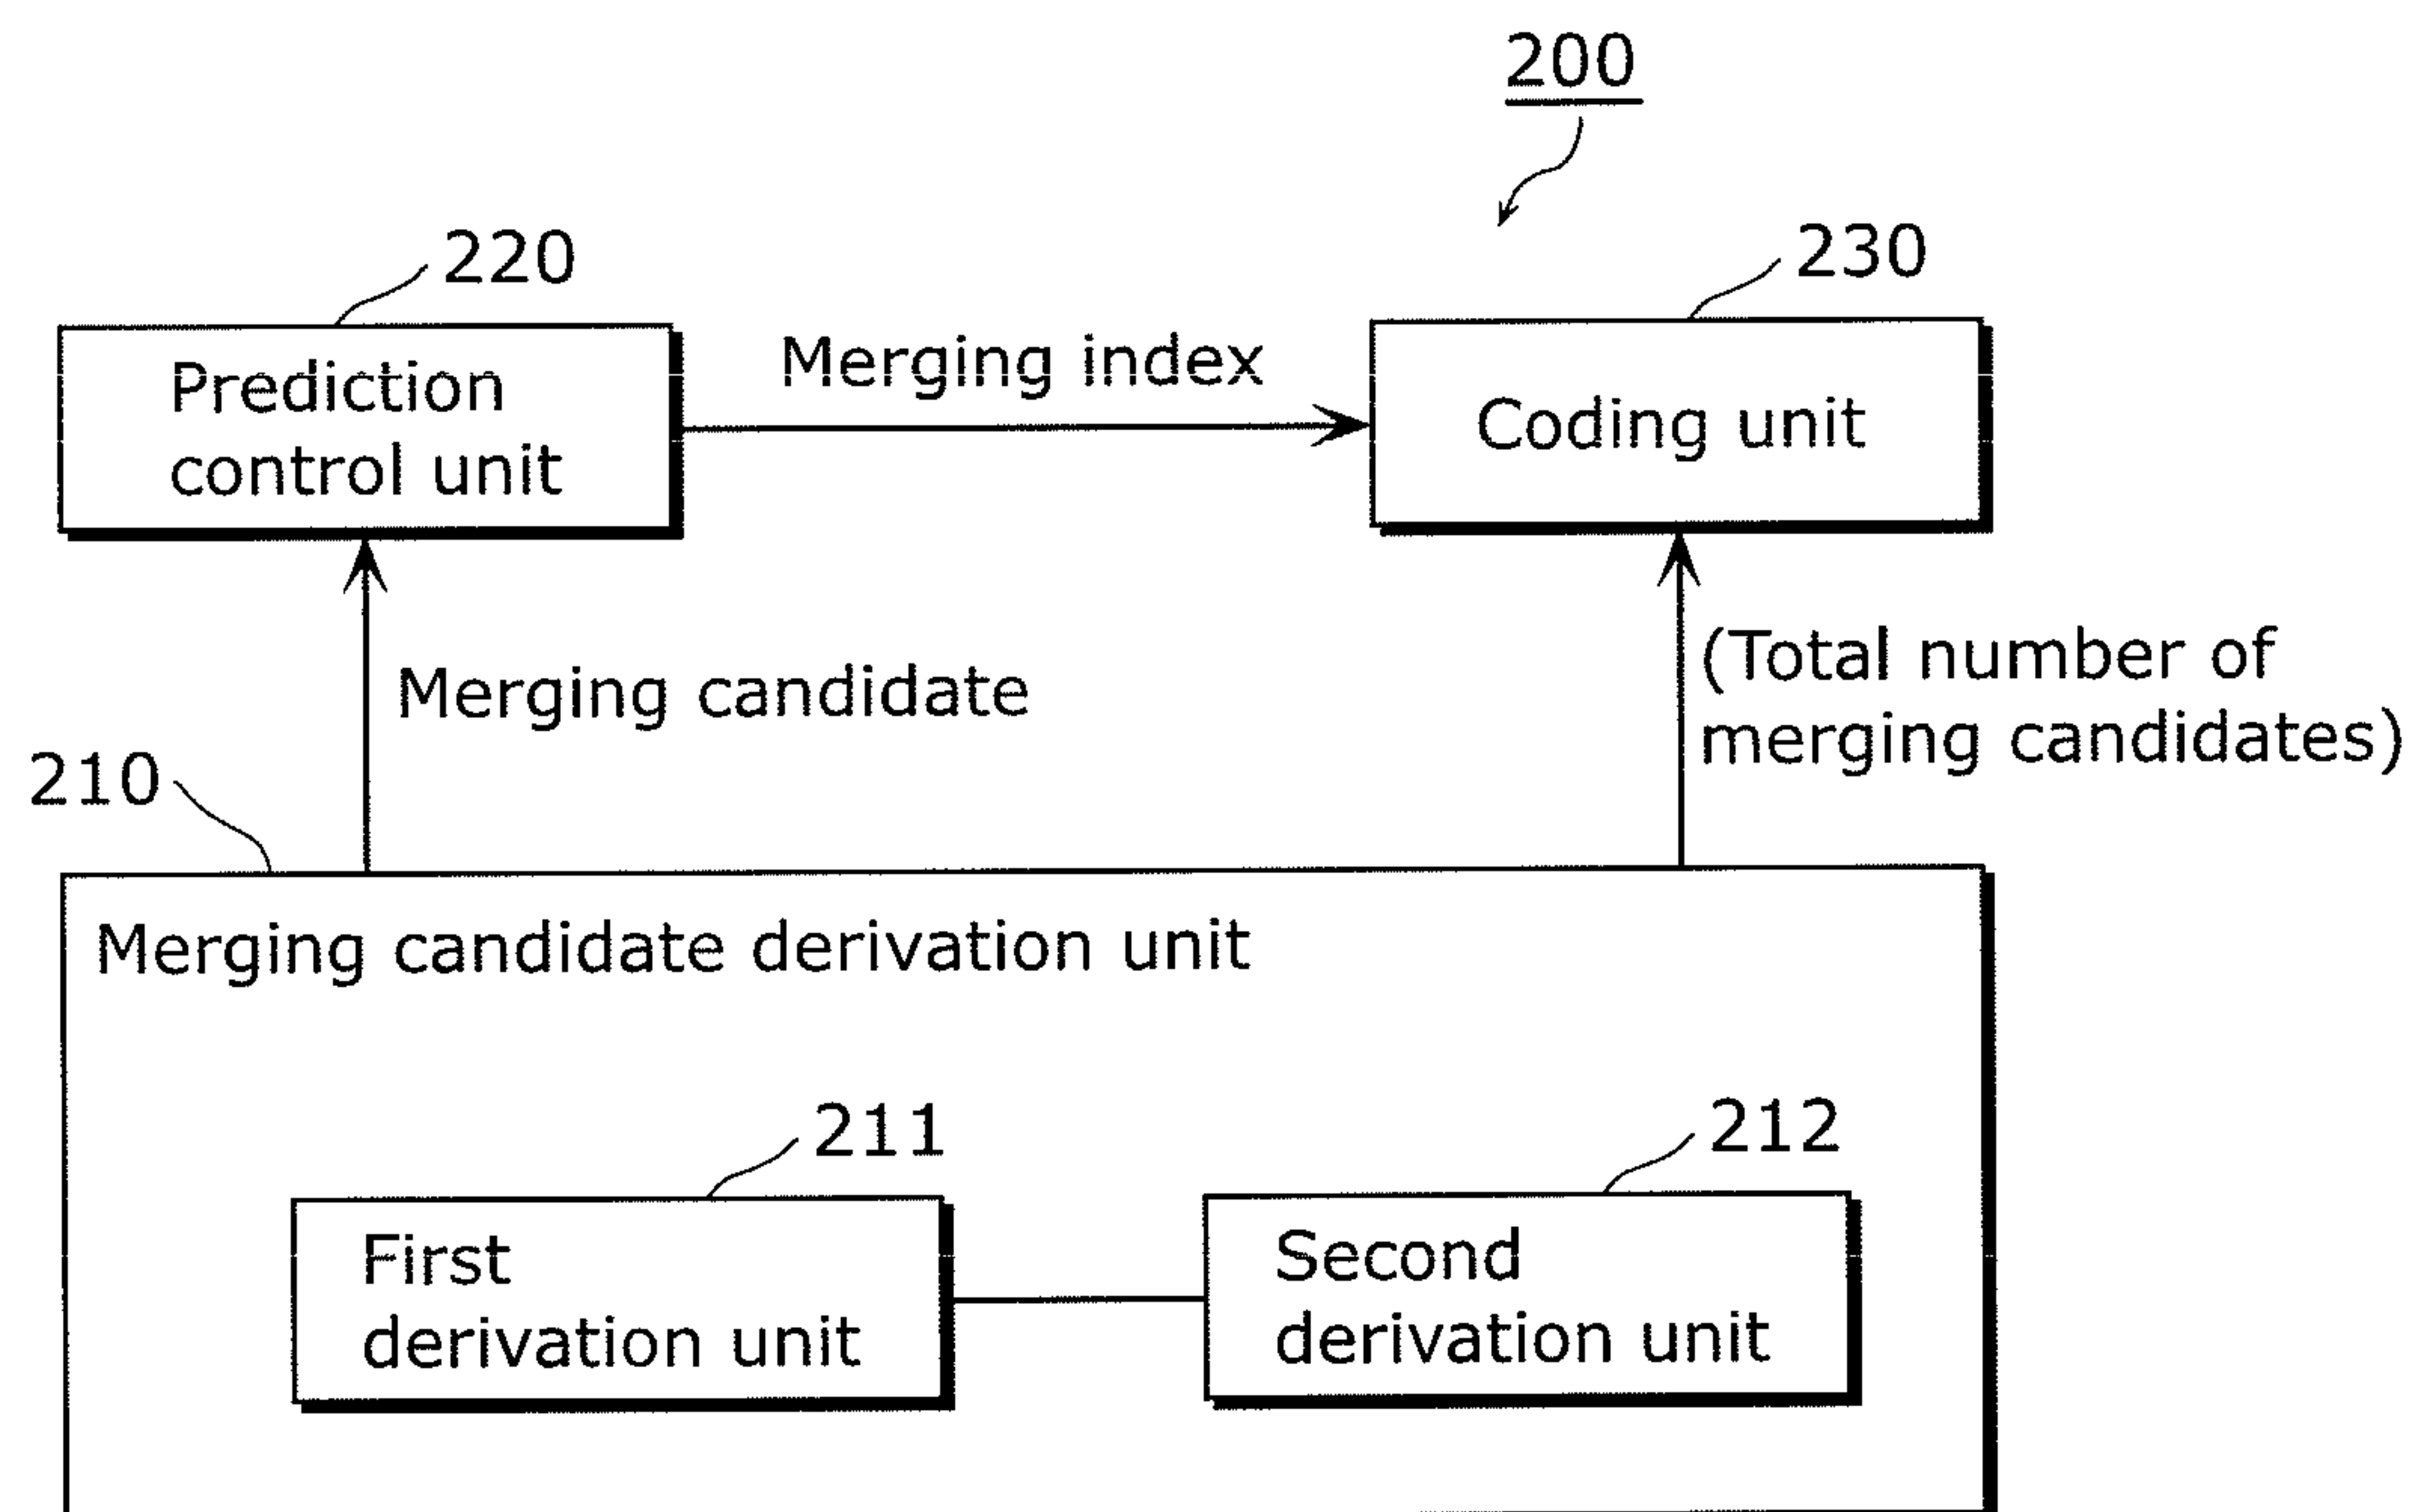 200
220
230
Prediction
control unit
Merging index
Coding unit
Merging candidate
(Total number of
merging candidates)
210
Merging candidate derivation unit
211
212
First
derivation unit
Second
derivation unit